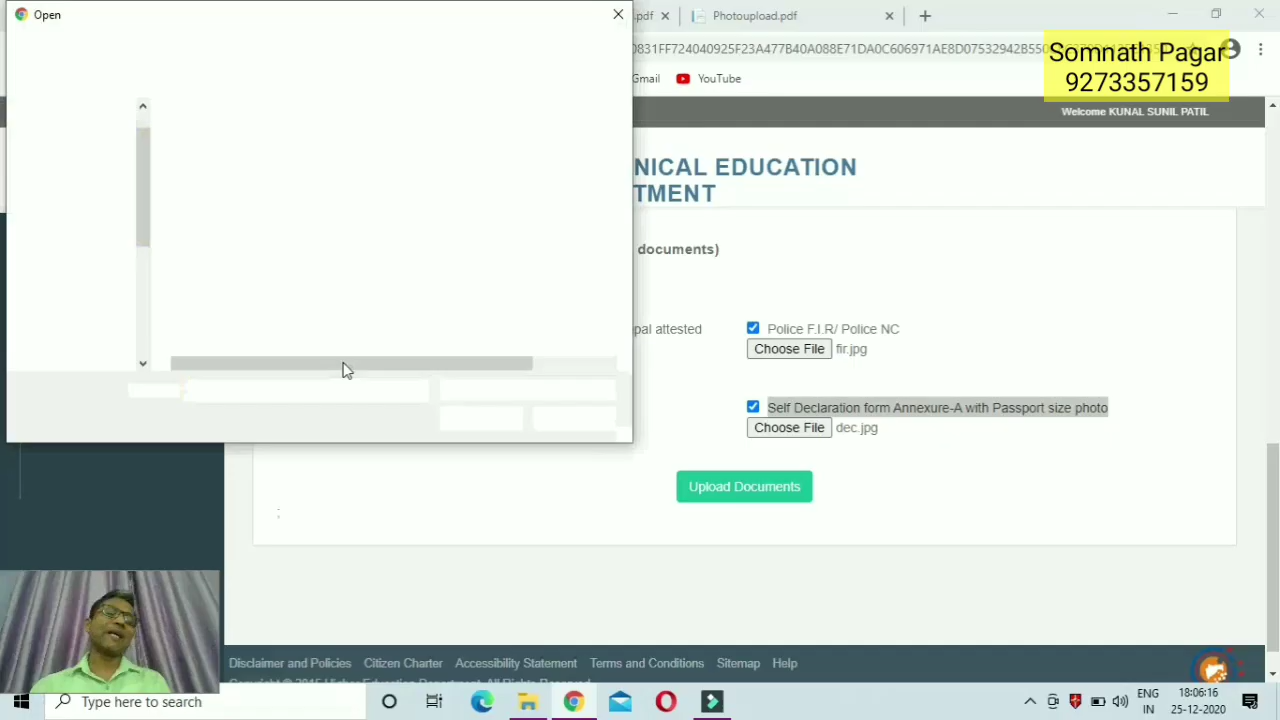 Open
.pdf
Photoupload.pdf
Gmail
YouTube
Somnath Pagar
9273357159
Welcome KUNAL SUNIL PATIL
NICAL EDUCATION
TMENT
documents)
pal attested
Police F.I.R/ Police NC
Choose File fir.jpg
Self Declaration form Annexure-A with Passport size photo
Choose File dec.jpg
Upload Documents
Disclaimer and Policies Citizen Charter Accessibility Statement Terms and Conditions Sitemap Help
Type here to search
ENG 18:06:16
IN 25-12-2020